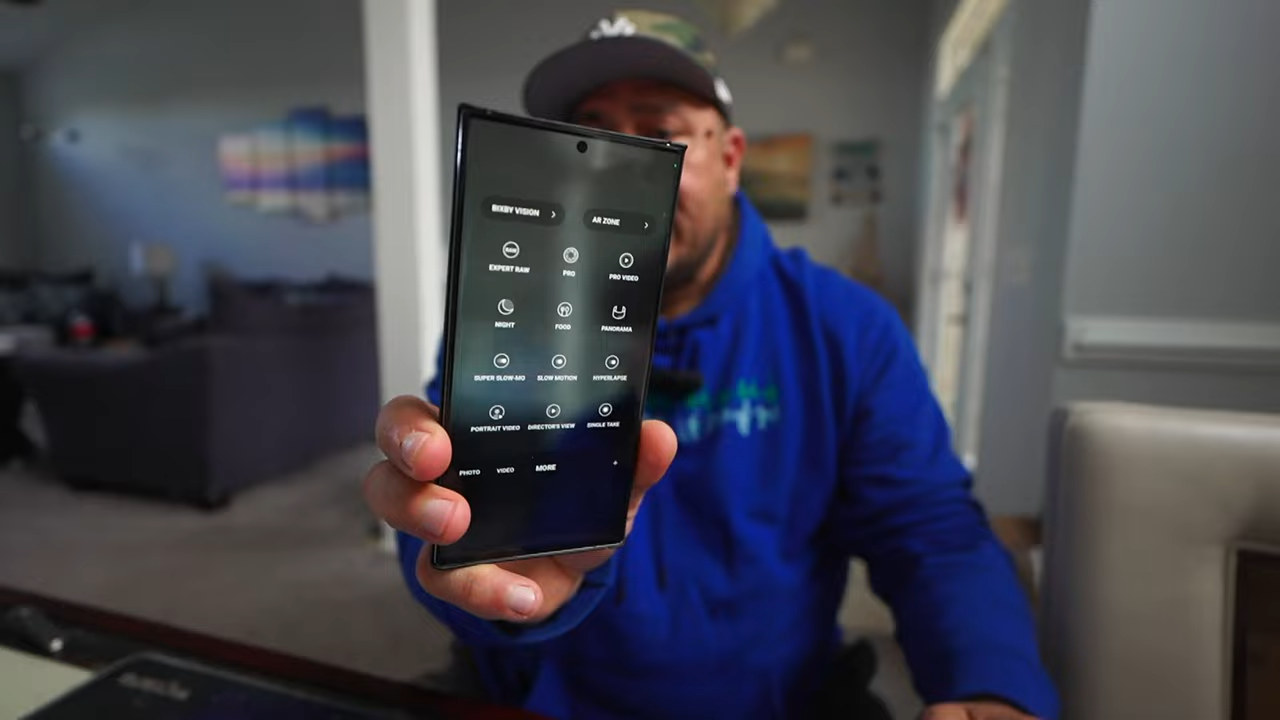 BIXBY VISION AR ZONE
EXPERT RAW PRO PRO VIDEO
NIGHT FOOD PANORAMA
SUPER SLOW-MO SLOW MOTION HYPERLAPSE
PORTRAIT VIDEO DIRECTOR'S VIEW SINGLE TAKE
PHOTO VIDEO MORE